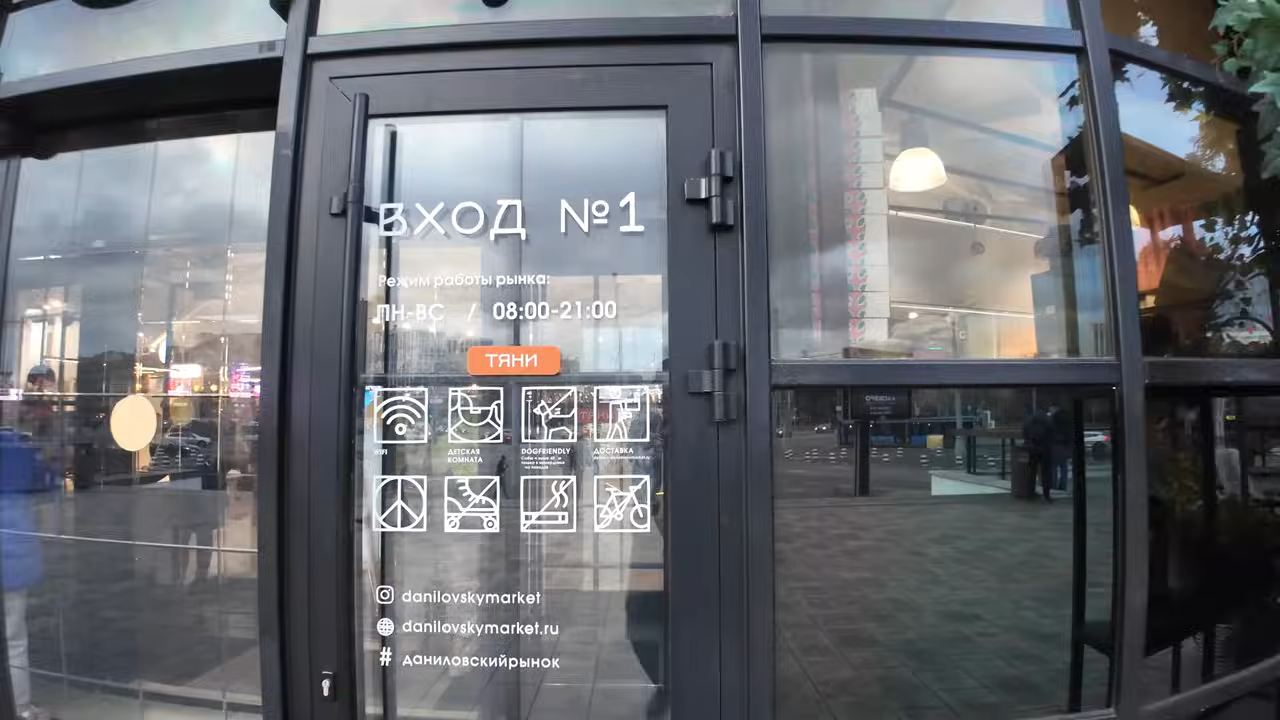 ВХОД №1
Режим работы рынка:
ПН-ВС / 08:00-21:00
ТЯНИ
WIFI
ДЕТСКАЯ
КОМНАТА
DOGFRIENDLY
ДОСТАВКА
danilovskymarket
danilovskymarket.ru
# даниловскийрынок